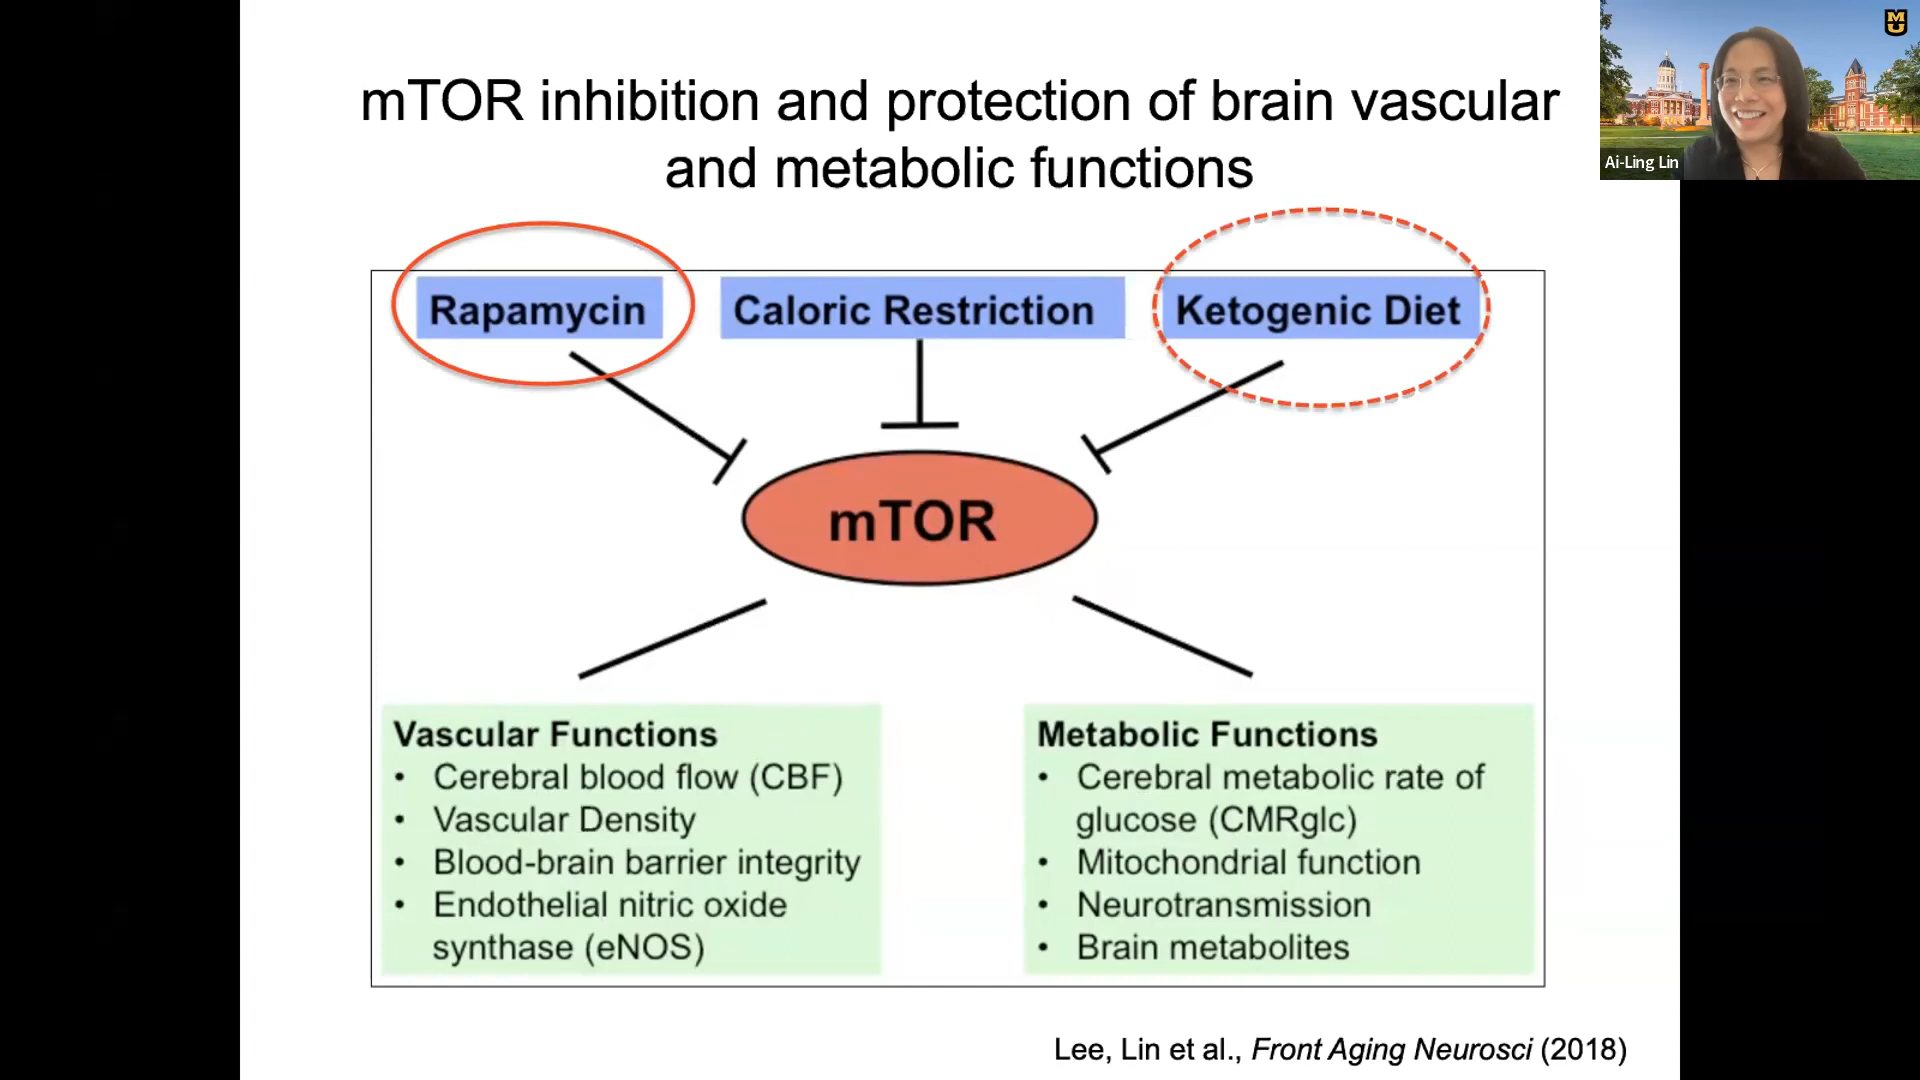 mTOR inhibition and protection of brain vascular
and metabolic functions
MU
Ai-Ling Lin
Rapamycin
Caloric Restriction
Ketogenic Diet
mTOR
Vascular Functions
• Cerebral blood flow (CBF)
• Vascular Density
• Blood-brain barrier integrity
• Endothelial nitric oxide
synthase (eNOS)
Metabolic Functions
• Cerebral metabolic rate of
glucose (CMRglc)
• Mitochondrial function
• Neurotransmission
• Brain metabolites
Lee, Lin et al., Front Aging Neurosci (2018)